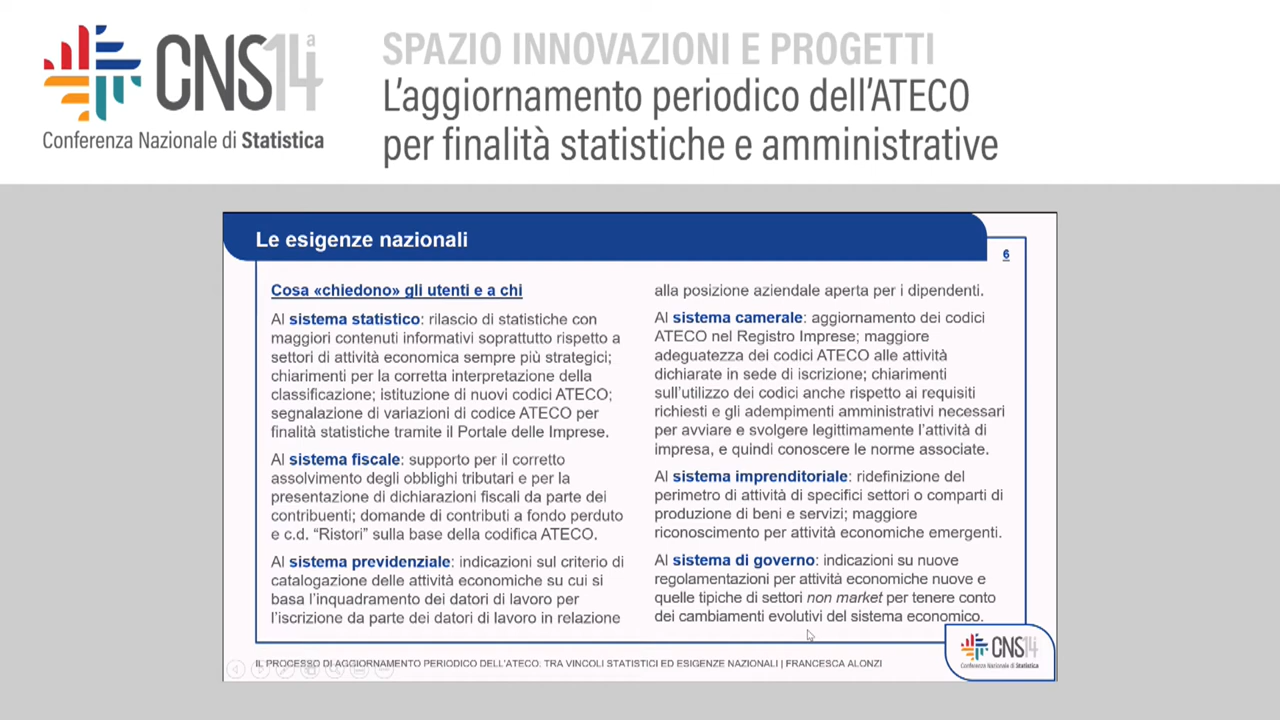 CNS14a
Conferenza Nazionale di Statistica
SPAZIO INNOVAZIONI E PROGETTI
L'aggiornamento periodico dell'ATECO
per finalità statistiche e amministrative
Le esigenze nazionali
6
Cosa «chiedono» gli utenti e a chi
Al sistema statistico: rilascio di statistiche con
maggiori contenuti informativi soprattutto rispetto a
settori di attività economica sempre più strategici;
chiarimenti per la corretta interpretazione della
classificazione; istituzione di nuovi codici ATECO;
segnalazione di variazioni di codice ATECO per
finalità statistiche tramite il Portale delle Imprese.
Al sistema fiscale: supporto per il corretto
assolvimento degli obblighi tributari e per la
presentazione di dichiarazioni fiscali da parte dei
contribuenti; domande di contributi a fondo perduto
e c.d. “Ristori” sulla base della codifica ATECO.
Al sistema previdenziale: indicazioni sul criterio di
catalogazione delle attività economiche su cui si
basa l'inquadramento dei datori di lavoro per
l'iscrizione da parte dei datori di lavoro in relazione
alla posizione aziendale aperta per i dipendenti.
Al sistema camerale: aggiornamento dei codici
ATECO nel Registro Imprese; maggiore
adeguatezza dei codici ATECO alle attività
dichiarate in sede di iscrizione; chiarimenti
sull'utilizzo dei codici anche rispetto ai requisiti
richiesti e gli adempimenti amministrativi necessari
per avviare e svolgere legittimamente l'attività di
impresa, e quindi conoscere le norme associate.
Al sistema imprenditoriale: ridefinizione del
perimetro di attività di specifici settori o comparti di
produzione di beni e servizi; maggiore
riconoscimento per attività economiche emergenti.
Al sistema di governo: indicazioni su nuove
regolamentazioni per attività economiche nuove e
quelle tipiche di settori non market per tenere conto
dei cambiamenti evolutivi del sistema economico.
IL PROCESSO DI AGGIORNAMENTO PERIODICO DELL'ATECO: TRA VINCOLI STATISTICI ED ESIGENZE NAZIONALI | FRANCESCA ALONZI
CNS14a
Conferenza Nazionale di Statistica